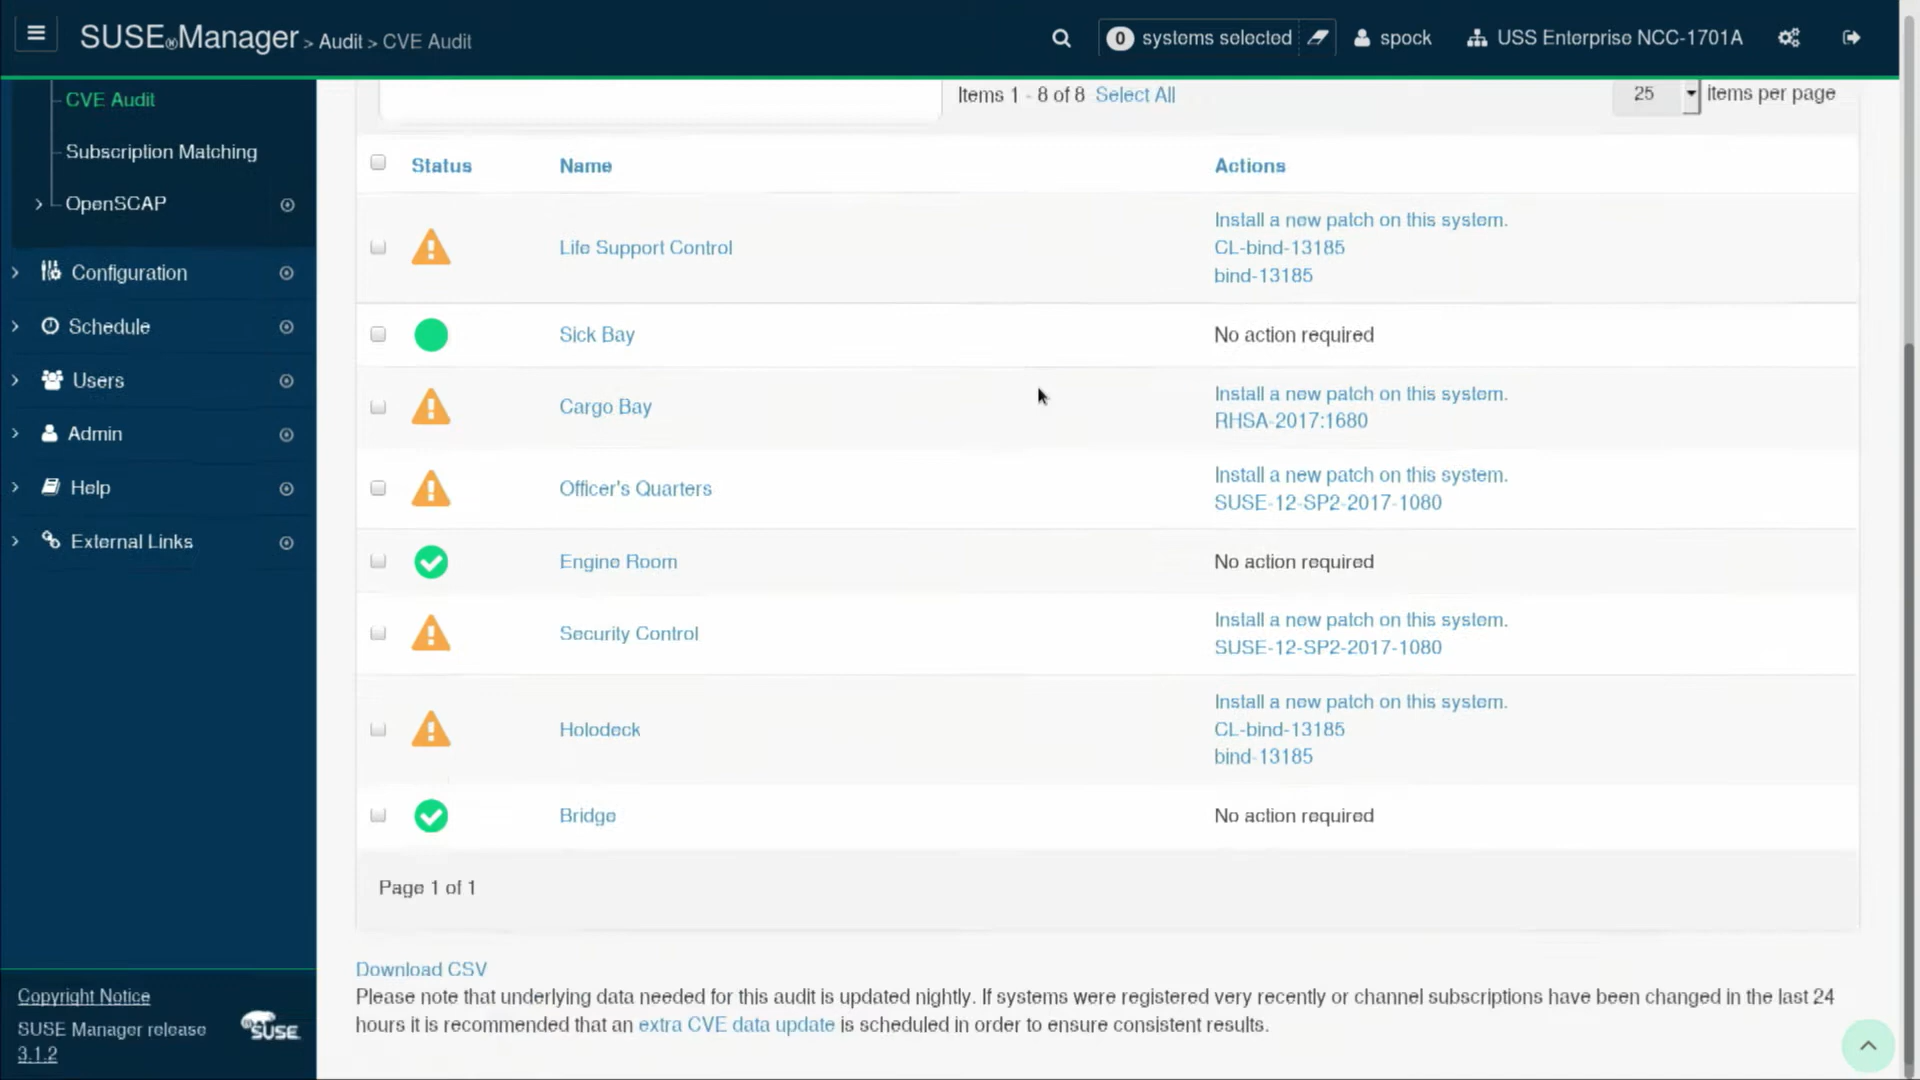 SUSE®Manager > Audit > CVE Audit
0 systems selected
spock
USS Enterprise NCC-1701A
CVE Audit
Subscription Matching
OpenSCAP
Configuration
Schedule
Users
Admin
Help
External Links
Copyright Notice
SUSE Manager release
3.1.2
SUSE
Items 1 - 8 of 8 Select All
25 items per page
Status Name Actions
Life Support Control
Install a new patch on this system.
CL-bind-13185
bind-13185
Sick Bay No action required
Cargo Bay
Install a new patch on this system.
RHSA-2017:1680
Officer's Quarters
Install a new patch on this system.
SUSE-12-SP2-2017-1080
Engine Room No action required
Security Control
Install a new patch on this system.
SUSE-12-SP2-2017-1080
Holodeck
Install a new patch on this system.
CL-bind-13185
bind-13185
Bridge No action required
Page 1 of 1
Download CSV
Please note that underlying data needed for this audit is updated nightly. If systems were registered very recently or channel subscriptions have been changed in the last 24
hours it is recommended that an extra CVE data update is scheduled in order to ensure consistent results.